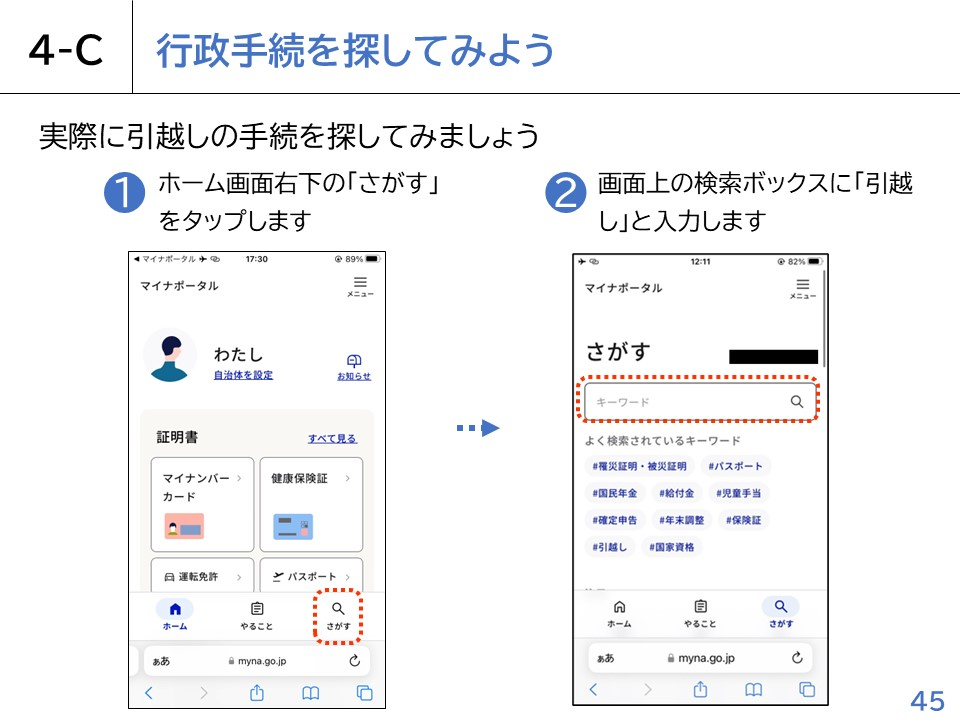 4-C
行政手続を探してみよう
実際に引越しの手続を探してみましょう
1
ホーム画面右下の「さがす」
をタップします
2
画面上の検索ボックスに「引越
し」と入力します
マイナポータル
17:30
89%
マイナポータル
メニュー
わたし
自治体を設定
お知らせ
証明書
すべて見る
マイナンバー
カード
健康保険証
運転免許
パスポート
ホーム
やること
さがす
ぁあ
myna.go.jp
12:11
82%
マイナポータル
メニュー
さがす
キーワード
よく検索されているキーワード
#罹災証明・被災証明 #パスポート
#国民年金 #給付金 #児童手当
#確定申告 #年末調整 #保険証
#引越し #国家資格
ホーム
やること
さがす
ぁあ
myna.go.jp
45